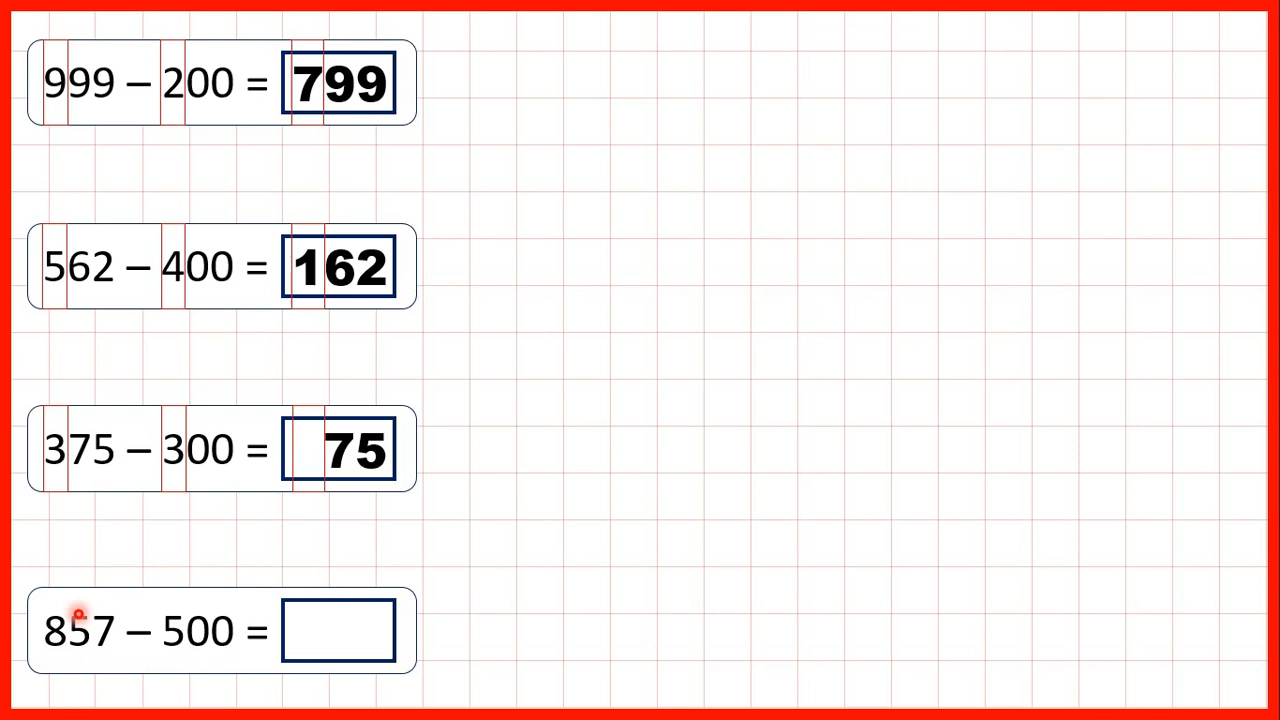 999 – 200 = 799
562 – 400 = 162
375 – 300 = 75
857 – 500 =